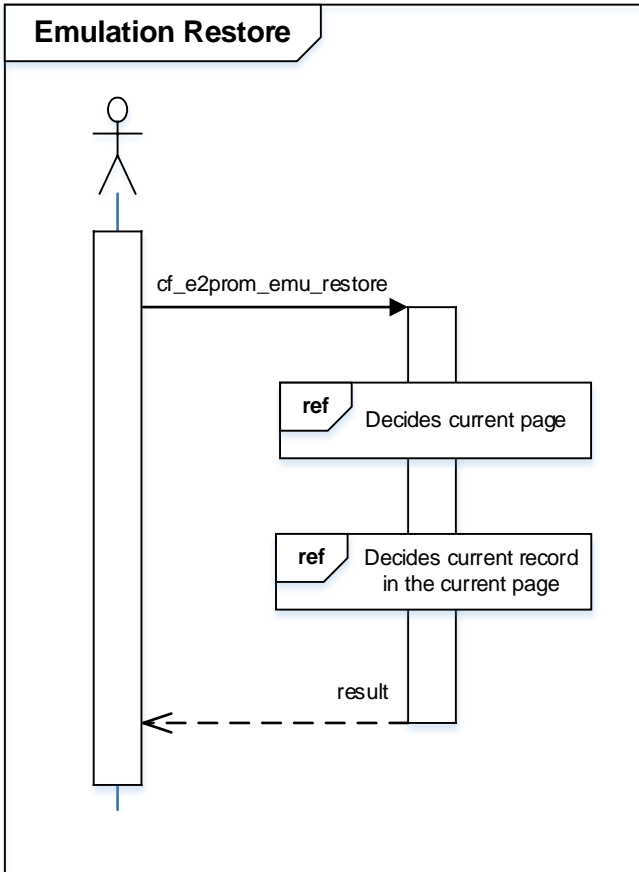 Emulation Restore
cf_e2prom_emu_restore
ref
Decides current page
ref
Decides current record
in the current page
result